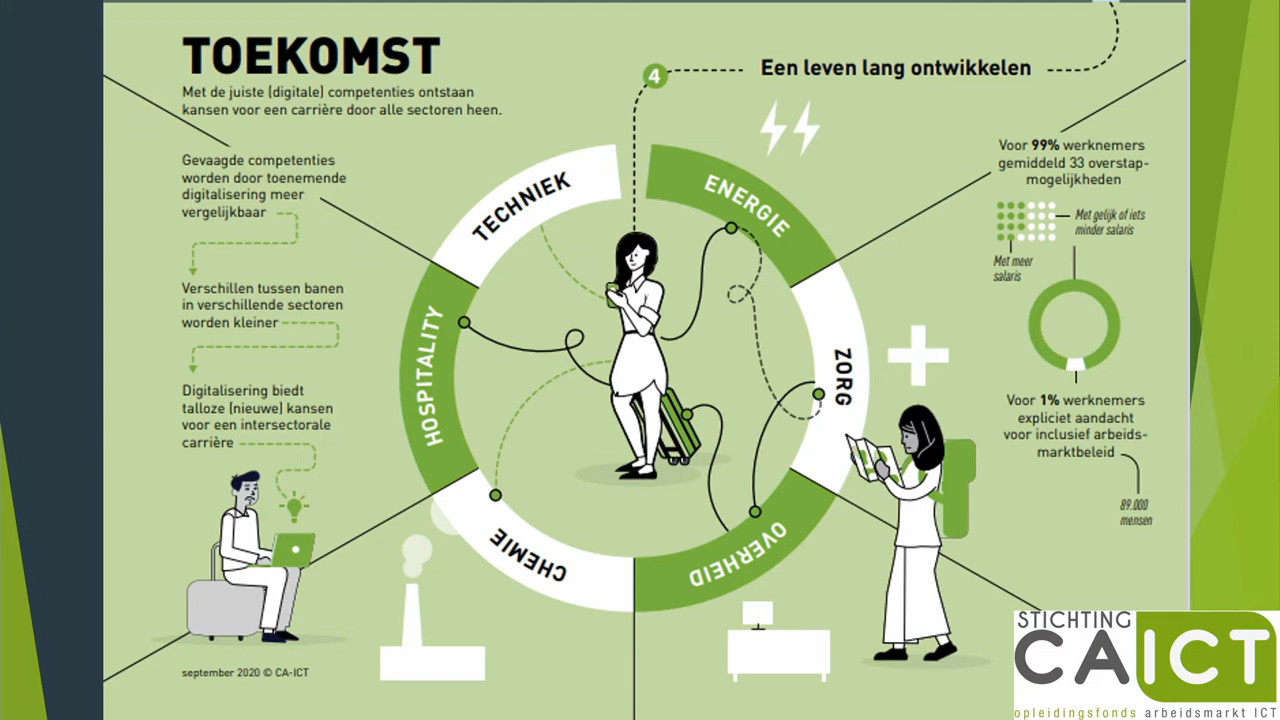 TOEKOMST
Met de juiste (digitale) competenties ontstaan
kansen voor een carrière door alle sectoren heen.
4
Een leven lang ontwikkelen
Gevaagde competenties
worden door toenemende
digitalisering meer
vergelijkbaar
Verschillen tussen banen
in verschillende sectoren
worden kleiner
Digitalisering biedt
talloze (nieuwe) kansen
voor een intersectorale
carrière
TECHNIEK
ENERGIE
ZORG
OVERHEID
CHEMIE
HOSPITALITY
Voor 99% werknemers
gemiddeld 33 overstap-
mogelijkheden
Met gelijk of iets
minder salaris
Met meer
salaris
Voor 1% werknemers
expliciet aandacht
voor inclusief arbeids-
marktbeleid
89.000
mensen
september 2020 © CA-ICT
STICHTING
CAICT
opleidingsfonds arbeidsmarkt ICT